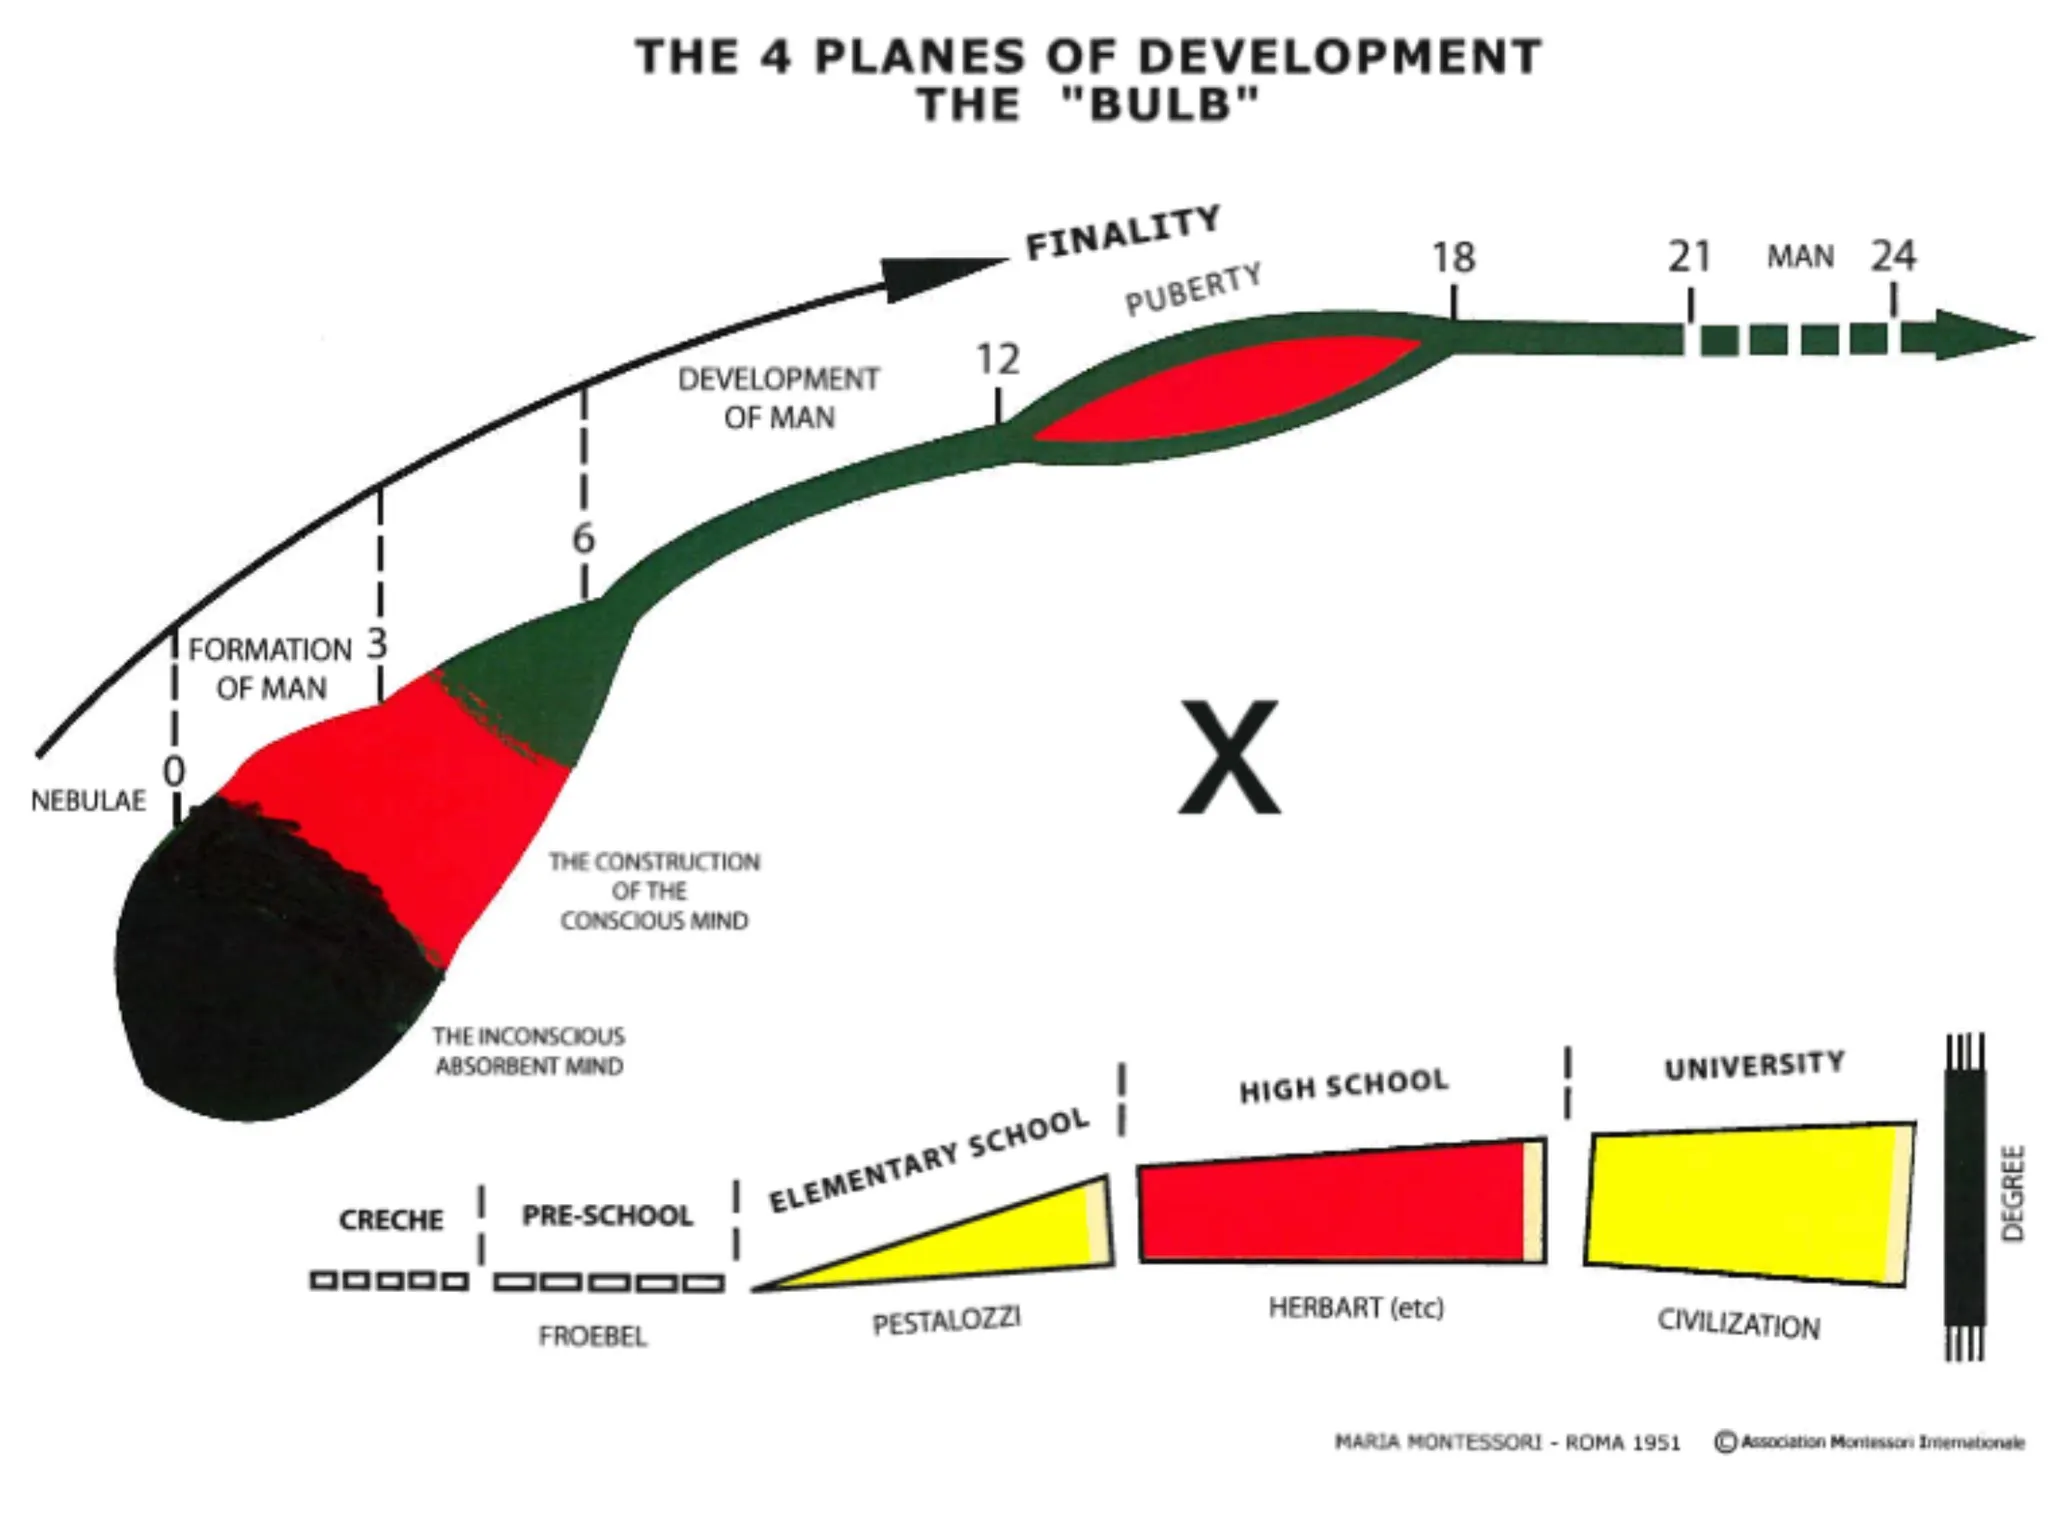 THE 4 PLANES OF DEVELOPMENT
THE "BULB"
FINALITY
PUBERTY
18
21
MAN
24
12
DEVELOPMENT
OF MAN
6
FORMATION
OF MAN
3
0
NEBULAE
X
THE CONSTRUCTION
OF THE
CONSCIOUS MIND
THE INCONSCIOUS
ABSORBENT MIND
CRECHE
PRE-SCHOOL
ELEMENTARY SCHOOL
HIGH SCHOOL
UNIVERSITY
DEGREE
FROEBEL
PESTALOZZI
HERBART (etc)
CIVILIZATION
MARIA MONTESSORI - ROMA 1951 © Association Montessori Internationale